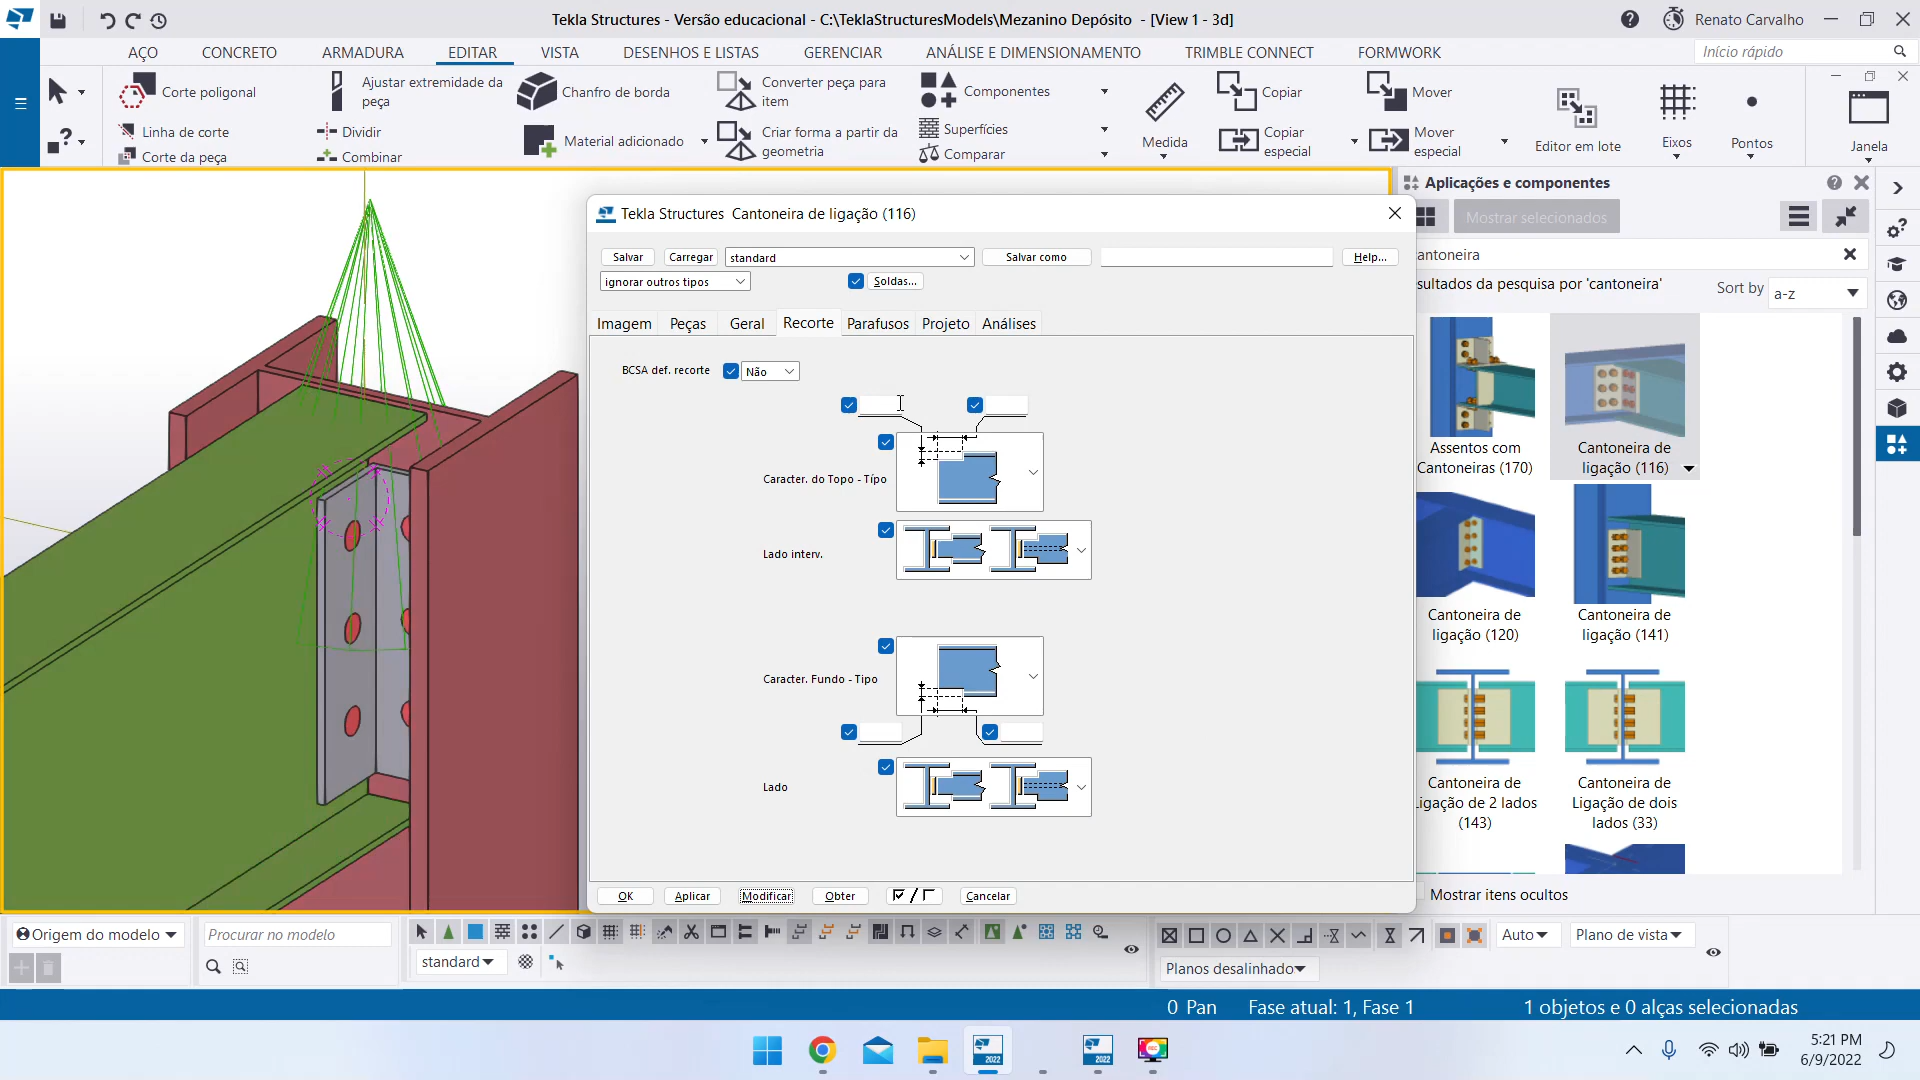 Tekla Structures - Versão educacional - C:\TeklaStructuresModels\Mezanino Depósito - [View 1 - 3d]
Renato Carvalho
AÇO CONCRETO ARMADURA EDITAR VISTA DESENHOS E LISTAS GERENCIAR ANÁLISE E DIMENSIONAMENTO TRIMBLE CONNECT FORMWORK
Início rápido
Corte poligonal
Linha de corte
Corte da peça
Ajustar extremidade da
peça
Dividir
Combinar
Chanfro de borda
Material adicionado
Converter peça para
item
Criar forma a partir da
geometria
Componentes
Superfícies
Comparar
Medida
Copiar
Copiar
especial
Mover
Mover
especial
Editor em lote
Eixos
Pontos
Janela
Tekla Structures Cantoneira de ligação (116)
Salvar Carregar standard Salvar como Help...
ignorar outros tipos Soldas...
Imagem Peças Geral Recorte Parafusos Projeto Análises
BCSA def. recorte Não
Caracter. do Topo - Típo
Lado interv.
Caracter. Fundo - Tipo
Lado
OK Aplicar Modificar Obter / Cancelar
Aplicações e componentes
Mostrar selecionados
antoneira
sultados da pesquisa por 'cantoneira'
Sort by a-z
Assentos com
Cantoneiras (170)
Cantoneira de
ligação (116)
Cantoneira de
ligação (120)
Cantoneira de
ligação (141)
Cantoneira de
Ligação de 2 lados
(143)
Cantoneira de
Ligação de dois
lados (33)
Mostrar itens ocultos
Origem do modelo
Procurar no modelo
standard
Auto
Plano de vista
Planos desalinhado
0 Pan Fase atual: 1, Fase 1 1 objetos e 0 alças selecionadas
2022
2022
REC
5:21 PM
6/9/2022